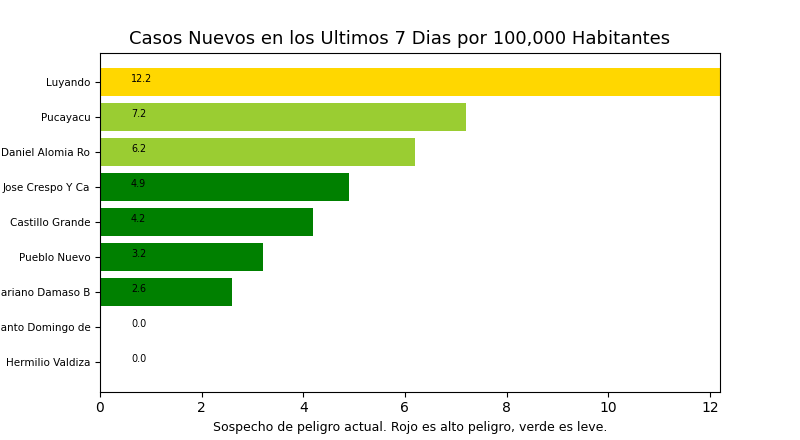 Casos Nuevos en los Ultimos 7 Dias por 100,000 Habitantes
Luyando 12.2
Pucayacu 7.2
Daniel Alomia Ro 6.2
Jose Crespo Y Ca 4.9
Castillo Grande 4.2
Pueblo Nuevo 3.2
ariano Damaso B 2.6
anto Domingo de 0.0
Hermilio Valdiza 0.0
0 2 4 6 8 10 12
Sospecho de peligro actual. Rojo es alto peligro, verde es leve.